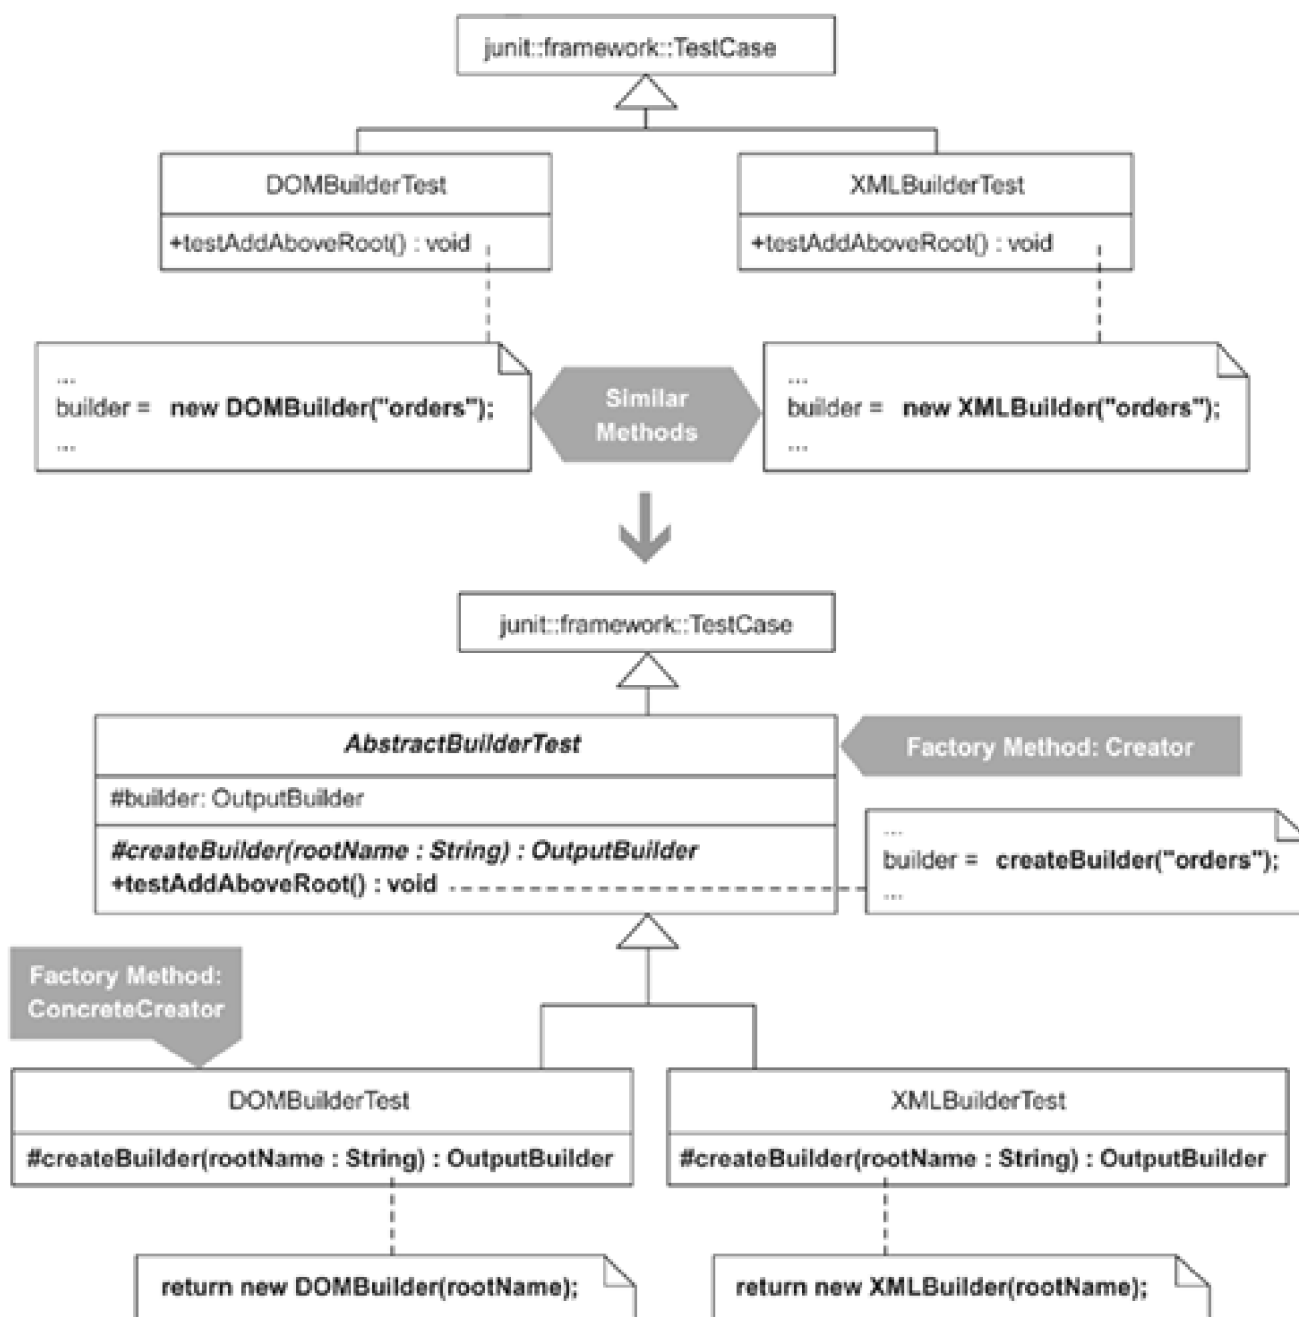 junit::framework::TestCase
DOMBuilderTest
XMLBuilderTest
+testAddAboveRoot() : void
+testAddAboveRoot() : void
...
builder = new DOMBuilder("orders");
...
Similar
Methods
...
builder = new XMLBuilder("orders");
...
junit::framework::TestCase
AbstractBuilderTest
Factory Method: Creator
#builder: OutputBuilder
#createBuilder(rootName : String) : OutputBuilder
+testAddAboveRoot() : void
...
builder = createBuilder("orders");
...
Factory Method:
ConcreteCreator
DOMBuilderTest
XMLBuilderTest
#createBuilder(rootName : String) : OutputBuilder
#createBuilder(rootName : String) : OutputBuilder
return new DOMBuilder(rootName);
return new XMLBuilder(rootName);